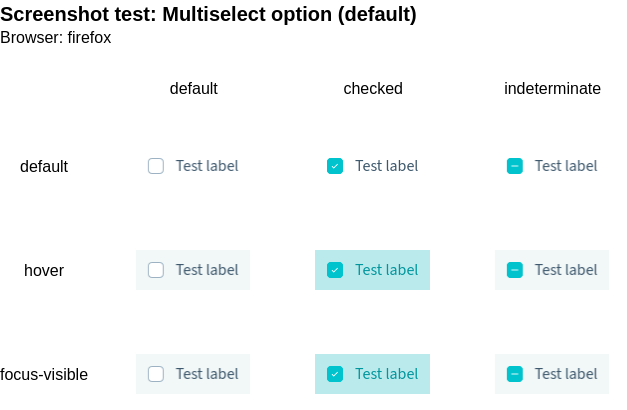 Screenshot test: Multiselect option (default)
Browser: firefox
default checked indeterminate
default Test label Test label Test label
hover Test label Test label Test label
focus-visible Test label Test label Test label